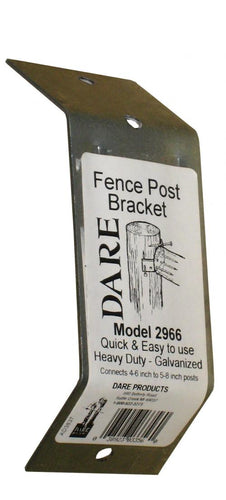 Fence Post
Bracket
DARE
Model 2966
Quick & Easy to use
Heavy Duty - Galvanized
Connects 4-6 inch to 5-8 inch posts
DARE PRODUCTS